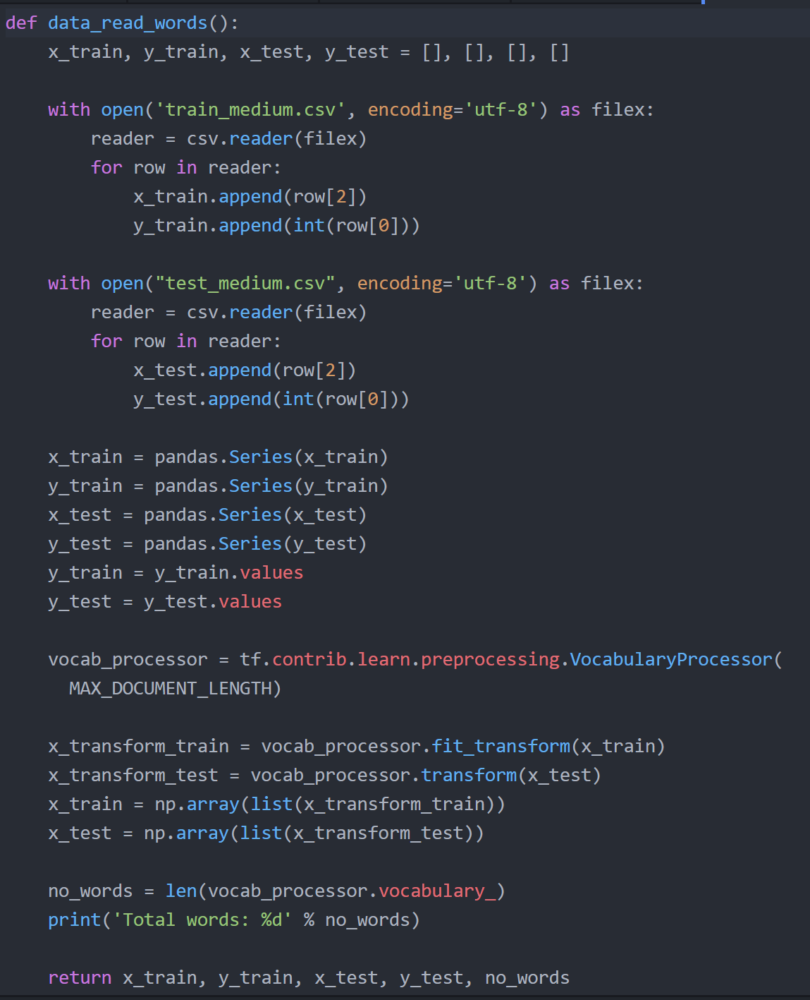 def data_read_words():
    x_train, y_train, x_test, y_test = [], [], [], []

    with open('train_medium.csv', encoding='utf-8') as filex:
        reader = csv.reader(filex)
        for row in reader:
            x_train.append(row[2])
            y_train.append(int(row[0]))

    with open("test_medium.csv", encoding='utf-8') as filex:
        reader = csv.reader(filex)
        for row in reader:
            x_test.append(row[2])
            y_test.append(int(row[0]))

    x_train = pandas.Series(x_train)
    y_train = pandas.Series(y_train)
    x_test = pandas.Series(x_test)
    y_test = pandas.Series(y_test)
    y_train = y_train.values
    y_test = y_test.values

    vocab_processor = tf.contrib.learn.preprocessing.VocabularyProcessor(
      MAX_DOCUMENT_LENGTH)

    x_transform_train = vocab_processor.fit_transform(x_train)
    x_transform_test = vocab_processor.transform(x_test)
    x_train = np.array(list(x_transform_train))
    x_test = np.array(list(x_transform_test))

    no_words = len(vocab_processor.vocabulary_)
    print('Total words: %d' % no_words)

    return x_train, y_train, x_test, y_test, no_words